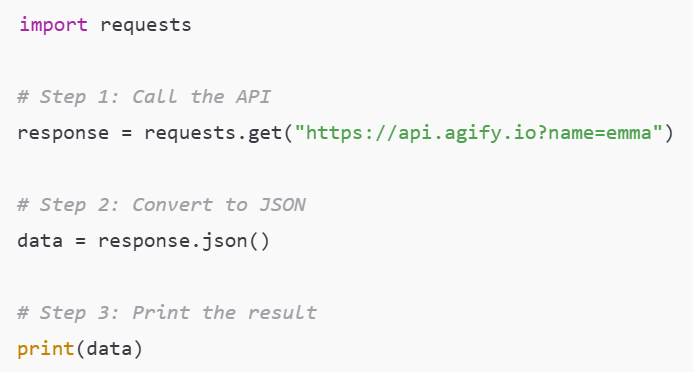 import requests
# Step 1: Call the API
response = requests.get("https://api.agify.io?name=emma")
# Step 2: Convert to JSON
data = response.json()
# Step 3: Print the result
print(data)